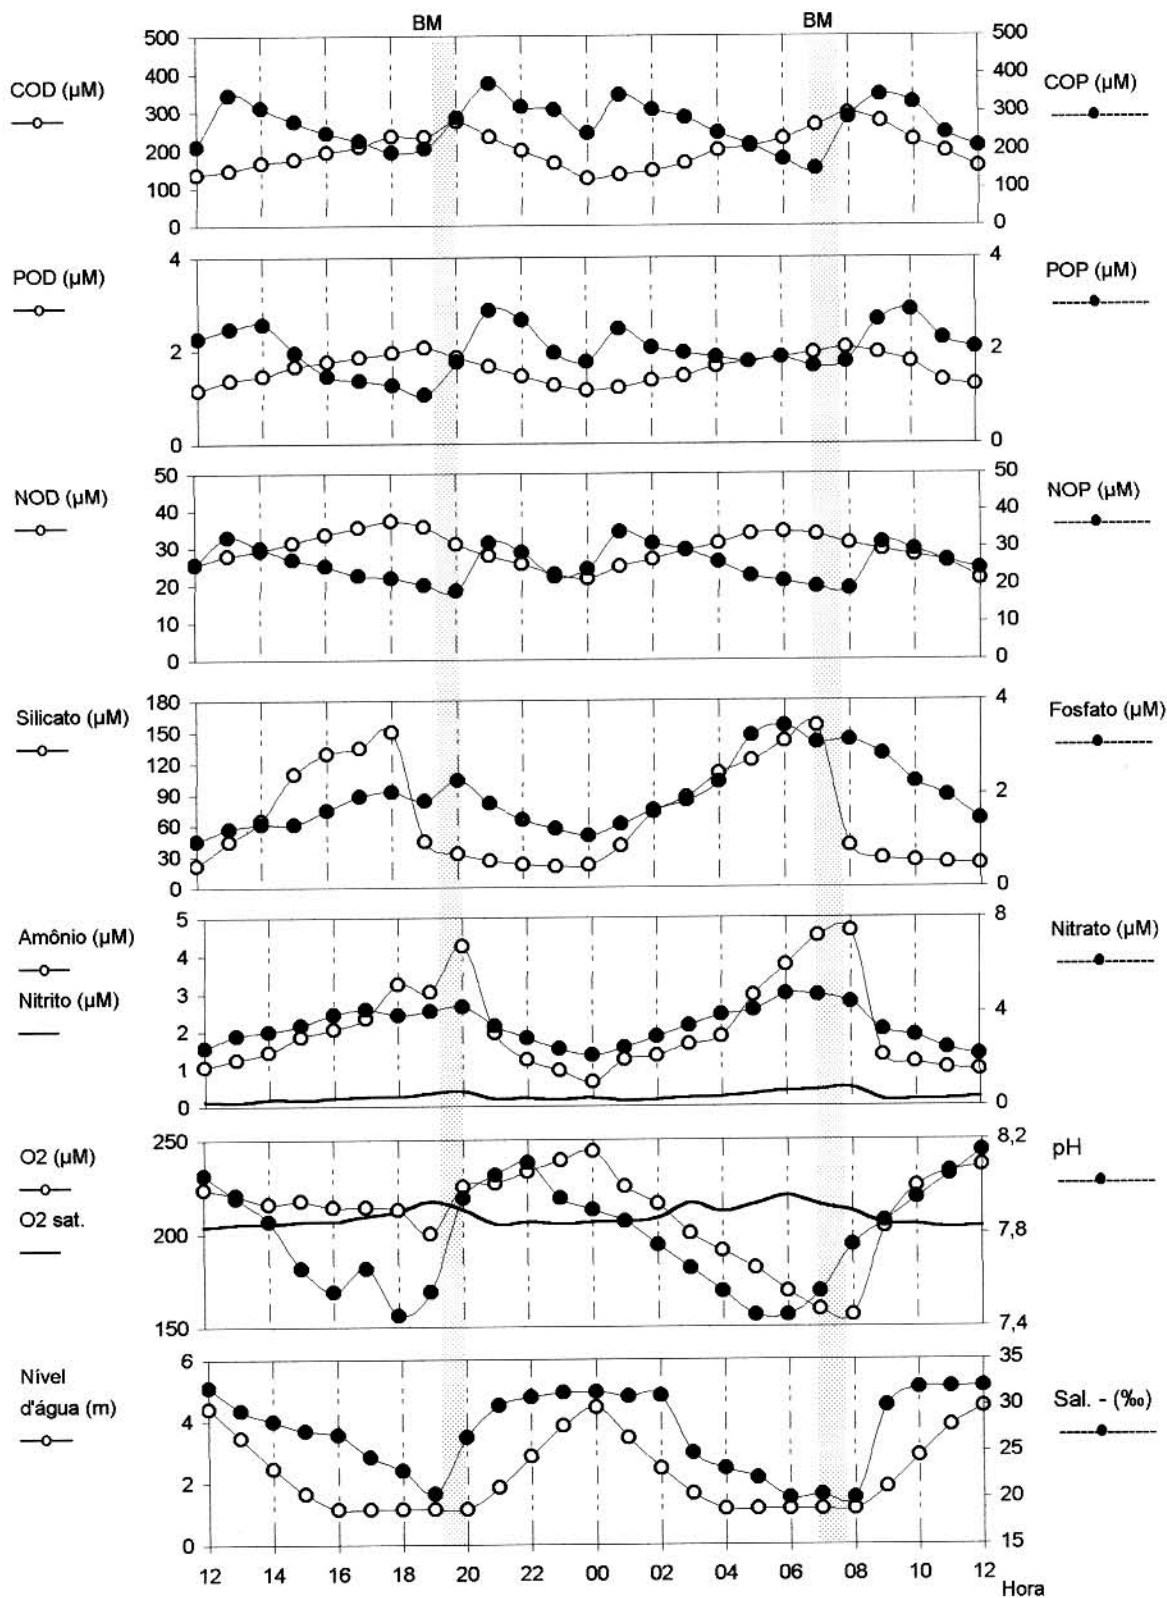 BM BM
500 500
COD (µM) 400 400 COP (µM)
300 300
200 200
100 100
0 0
4 4
POD (µM) POP (µM)
2 2
0 0
50 50
NOD (µM) 40 40 NOP (µM)
30 30
20 20
10 10
0 0
180 4
Silicato (µM) 150 Fosfato (µM)
120
90 2
60
30
0 0
5 8
Amônio (µM) 4 Nitrato (µM)
Nitrito (µM) 3
2 4
1
0 0
250 8,2
O2 (µM) pH
O2 sat. 200 7,8
150 7,4
6 35
Nível
d'água (m) 4 30 Sal. - (‰)
25
2 20
0 15
12 14 16 18 20 22 00 02 04 06 08 10 12
Hora